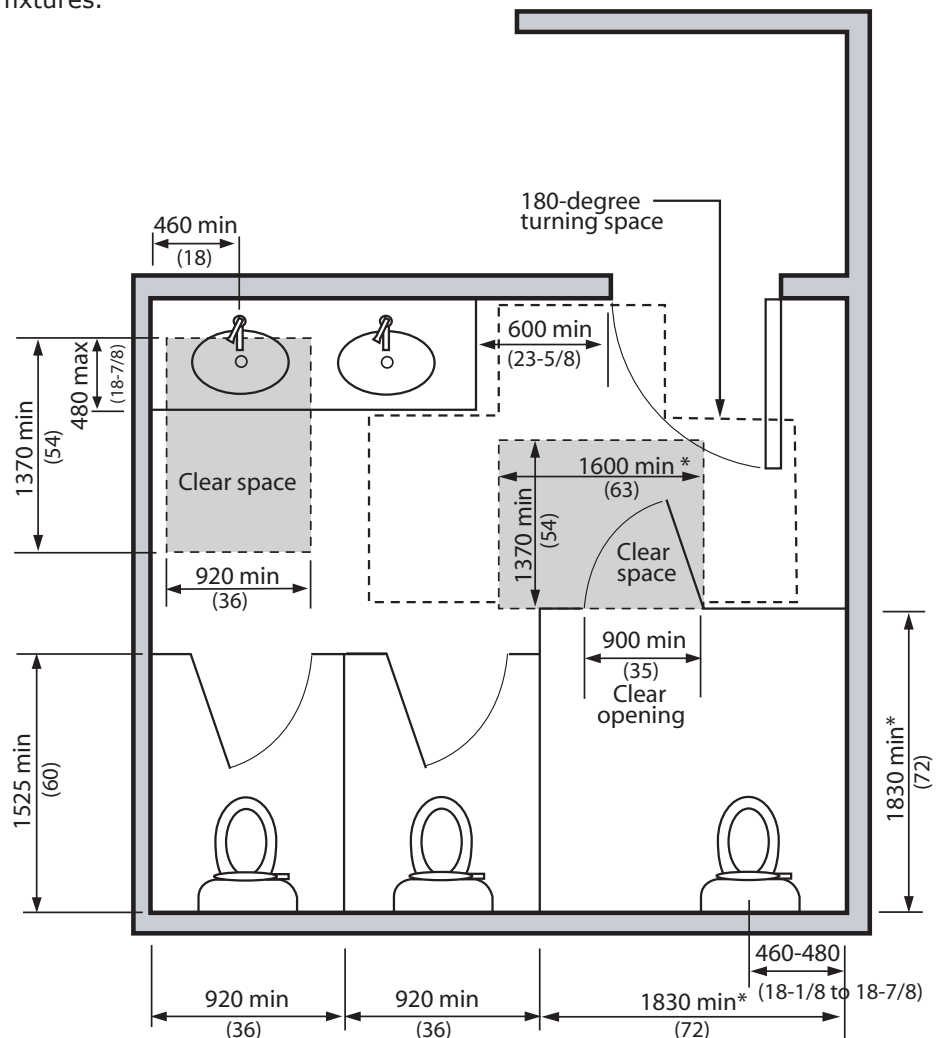 fixtures.
180-degree
turning space
460 min
(18)
600 min
(23-5/8)
480 max
(18-7/8)
1370 min
(54)
Clear space
1600 min *
(63)
1370 min
(54)
Clear
space
920 min
(36)
900 min
(35)
Clear
opening
1525 min
(60)
1830 min*
(72)
460-480
(18-1/8 to 18-7/8)
920 min
(36)
920 min
(36)
1830 min*
(72)